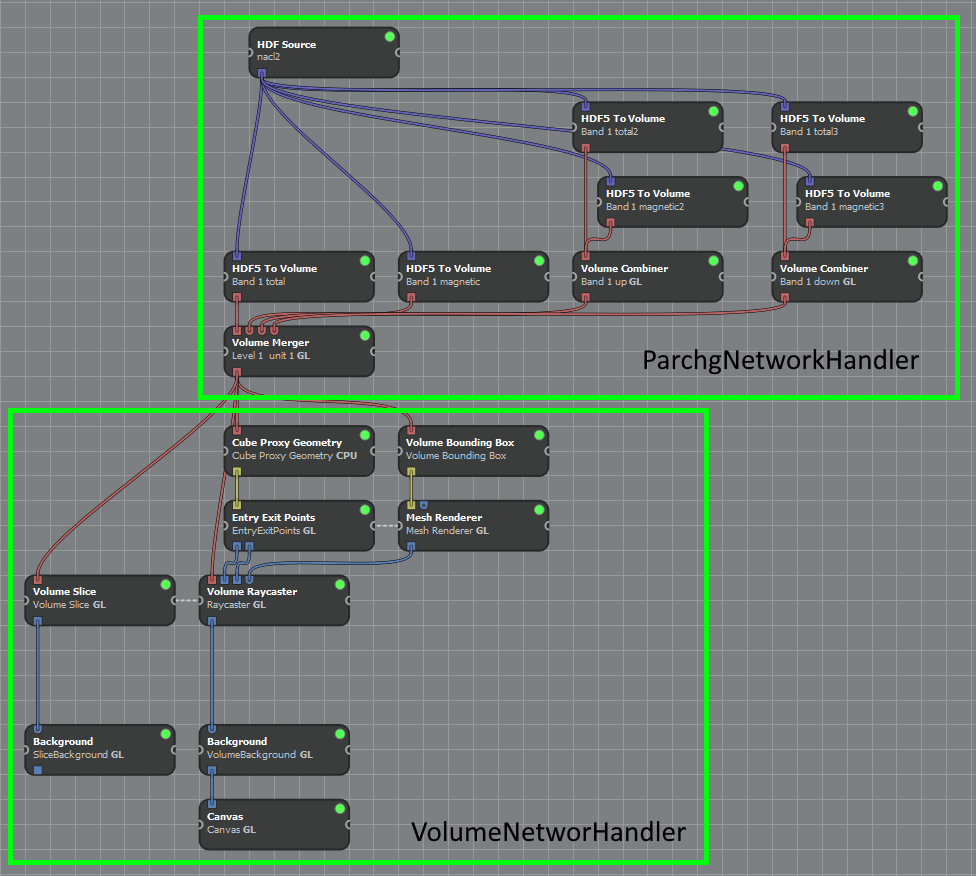 HDF Source
nacl2
HDF5 To Volume
Band 1 total2
HDF5 To Volume
Band 1 total3
HDF5 To Volume
Band 1 magnetic2
HDF5 To Volume
Band 1 magnetic3
HDF5 To Volume
Band 1 total
HDF5 To Volume
Band 1 magnetic
Volume Combiner
Band 1 up GL
Volume Combiner
Band 1 down GL
Volume Merger
Level 1  unit 1 GL
ParchgNetworkHandler
Cube Proxy Geometry
Cube Proxy Geometry CPU
Volume Bounding Box
Volume Bounding Box
Entry Exit Points
EntryExitPoints GL
Mesh Renderer
Mesh Renderer GL
Volume Slice
Volume Slice GL
Volume Raycaster
Raycaster GL
Background
SliceBackground GL
Background
VolumeBackground GL
Canvas
Canvas GL
VolumeNetworHandler